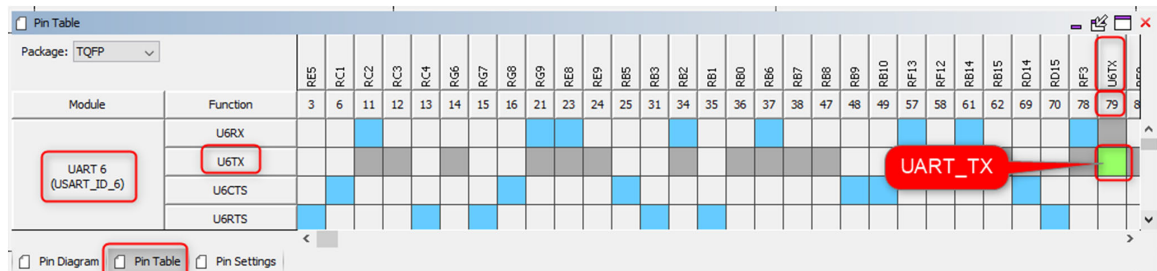 Pin Table
Package: TQFP
RE5 RC1 RC2 RC3 RC4 RG6 RG7 RG8 RG9 RE8 RE9 RB5 RB3 RB2 RB1 RB0 RB6 RB7 RB8 RB9 RB10 RF13 RF12 RB14 RB15 RD14 RD15 RF3 U6TX
Module Function 3 6 11 12 13 14 15 16 21 23 24 25 31 34 35 36 37 38 47 48 49 57 58 61 62 69 70 78 79 8
U6RX
UART 6
(USART_ID_6)
U6TX
UART_TX
U6CTS
U6RTS
Pin Diagram Pin Table Pin Settings